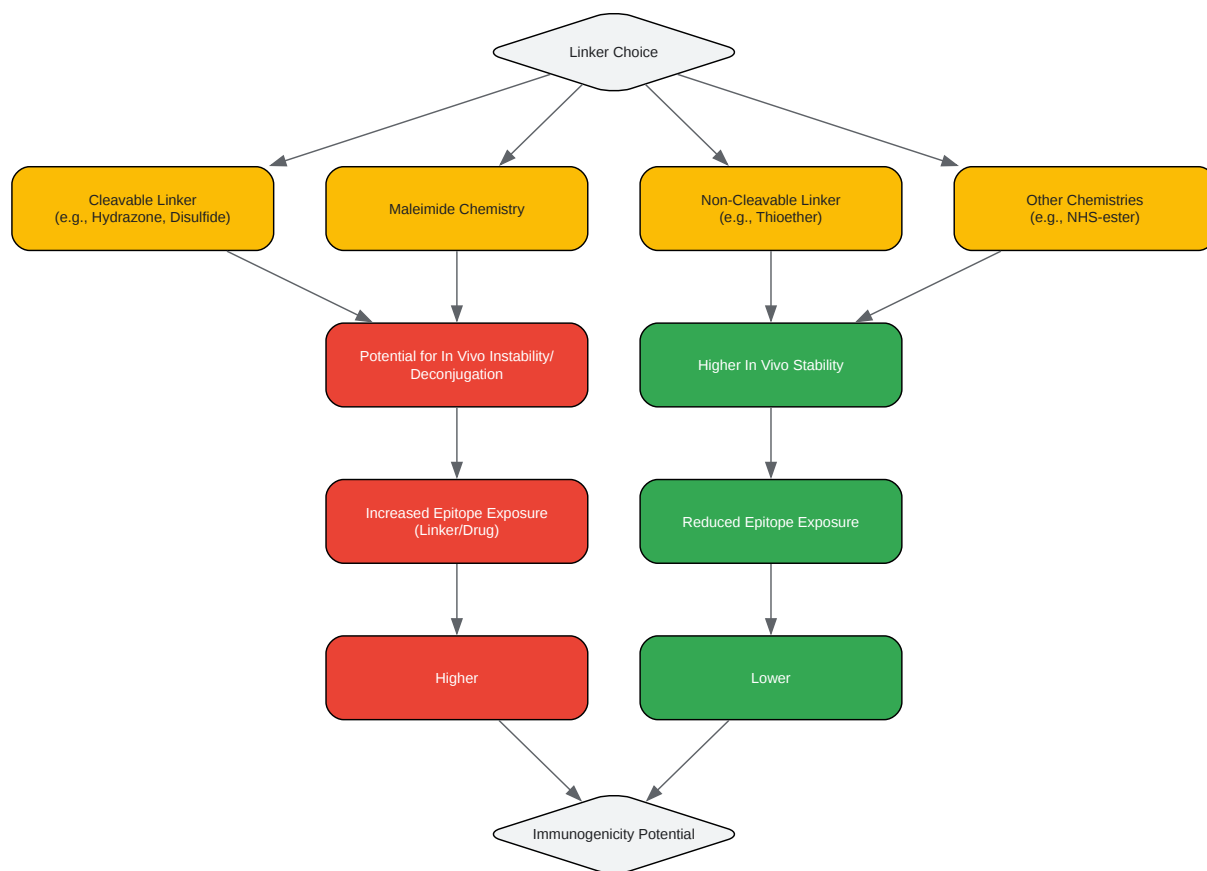 Linker Choice
Cleavable Linker
(e.g., Hydrazone, Disulfide)
Maleimide Chemistry
Non-Cleavable Linker
(e.g., Thioether)
Other Chemistries
(e.g., NHS-ester)
Potential for In Vivo Instability/
Deconjugation
Higher In Vivo Stability
Increased Epitope Exposure
(Linker/Drug)
Reduced Epitope Exposure
Higher
Lower
Immunogenicity Potential